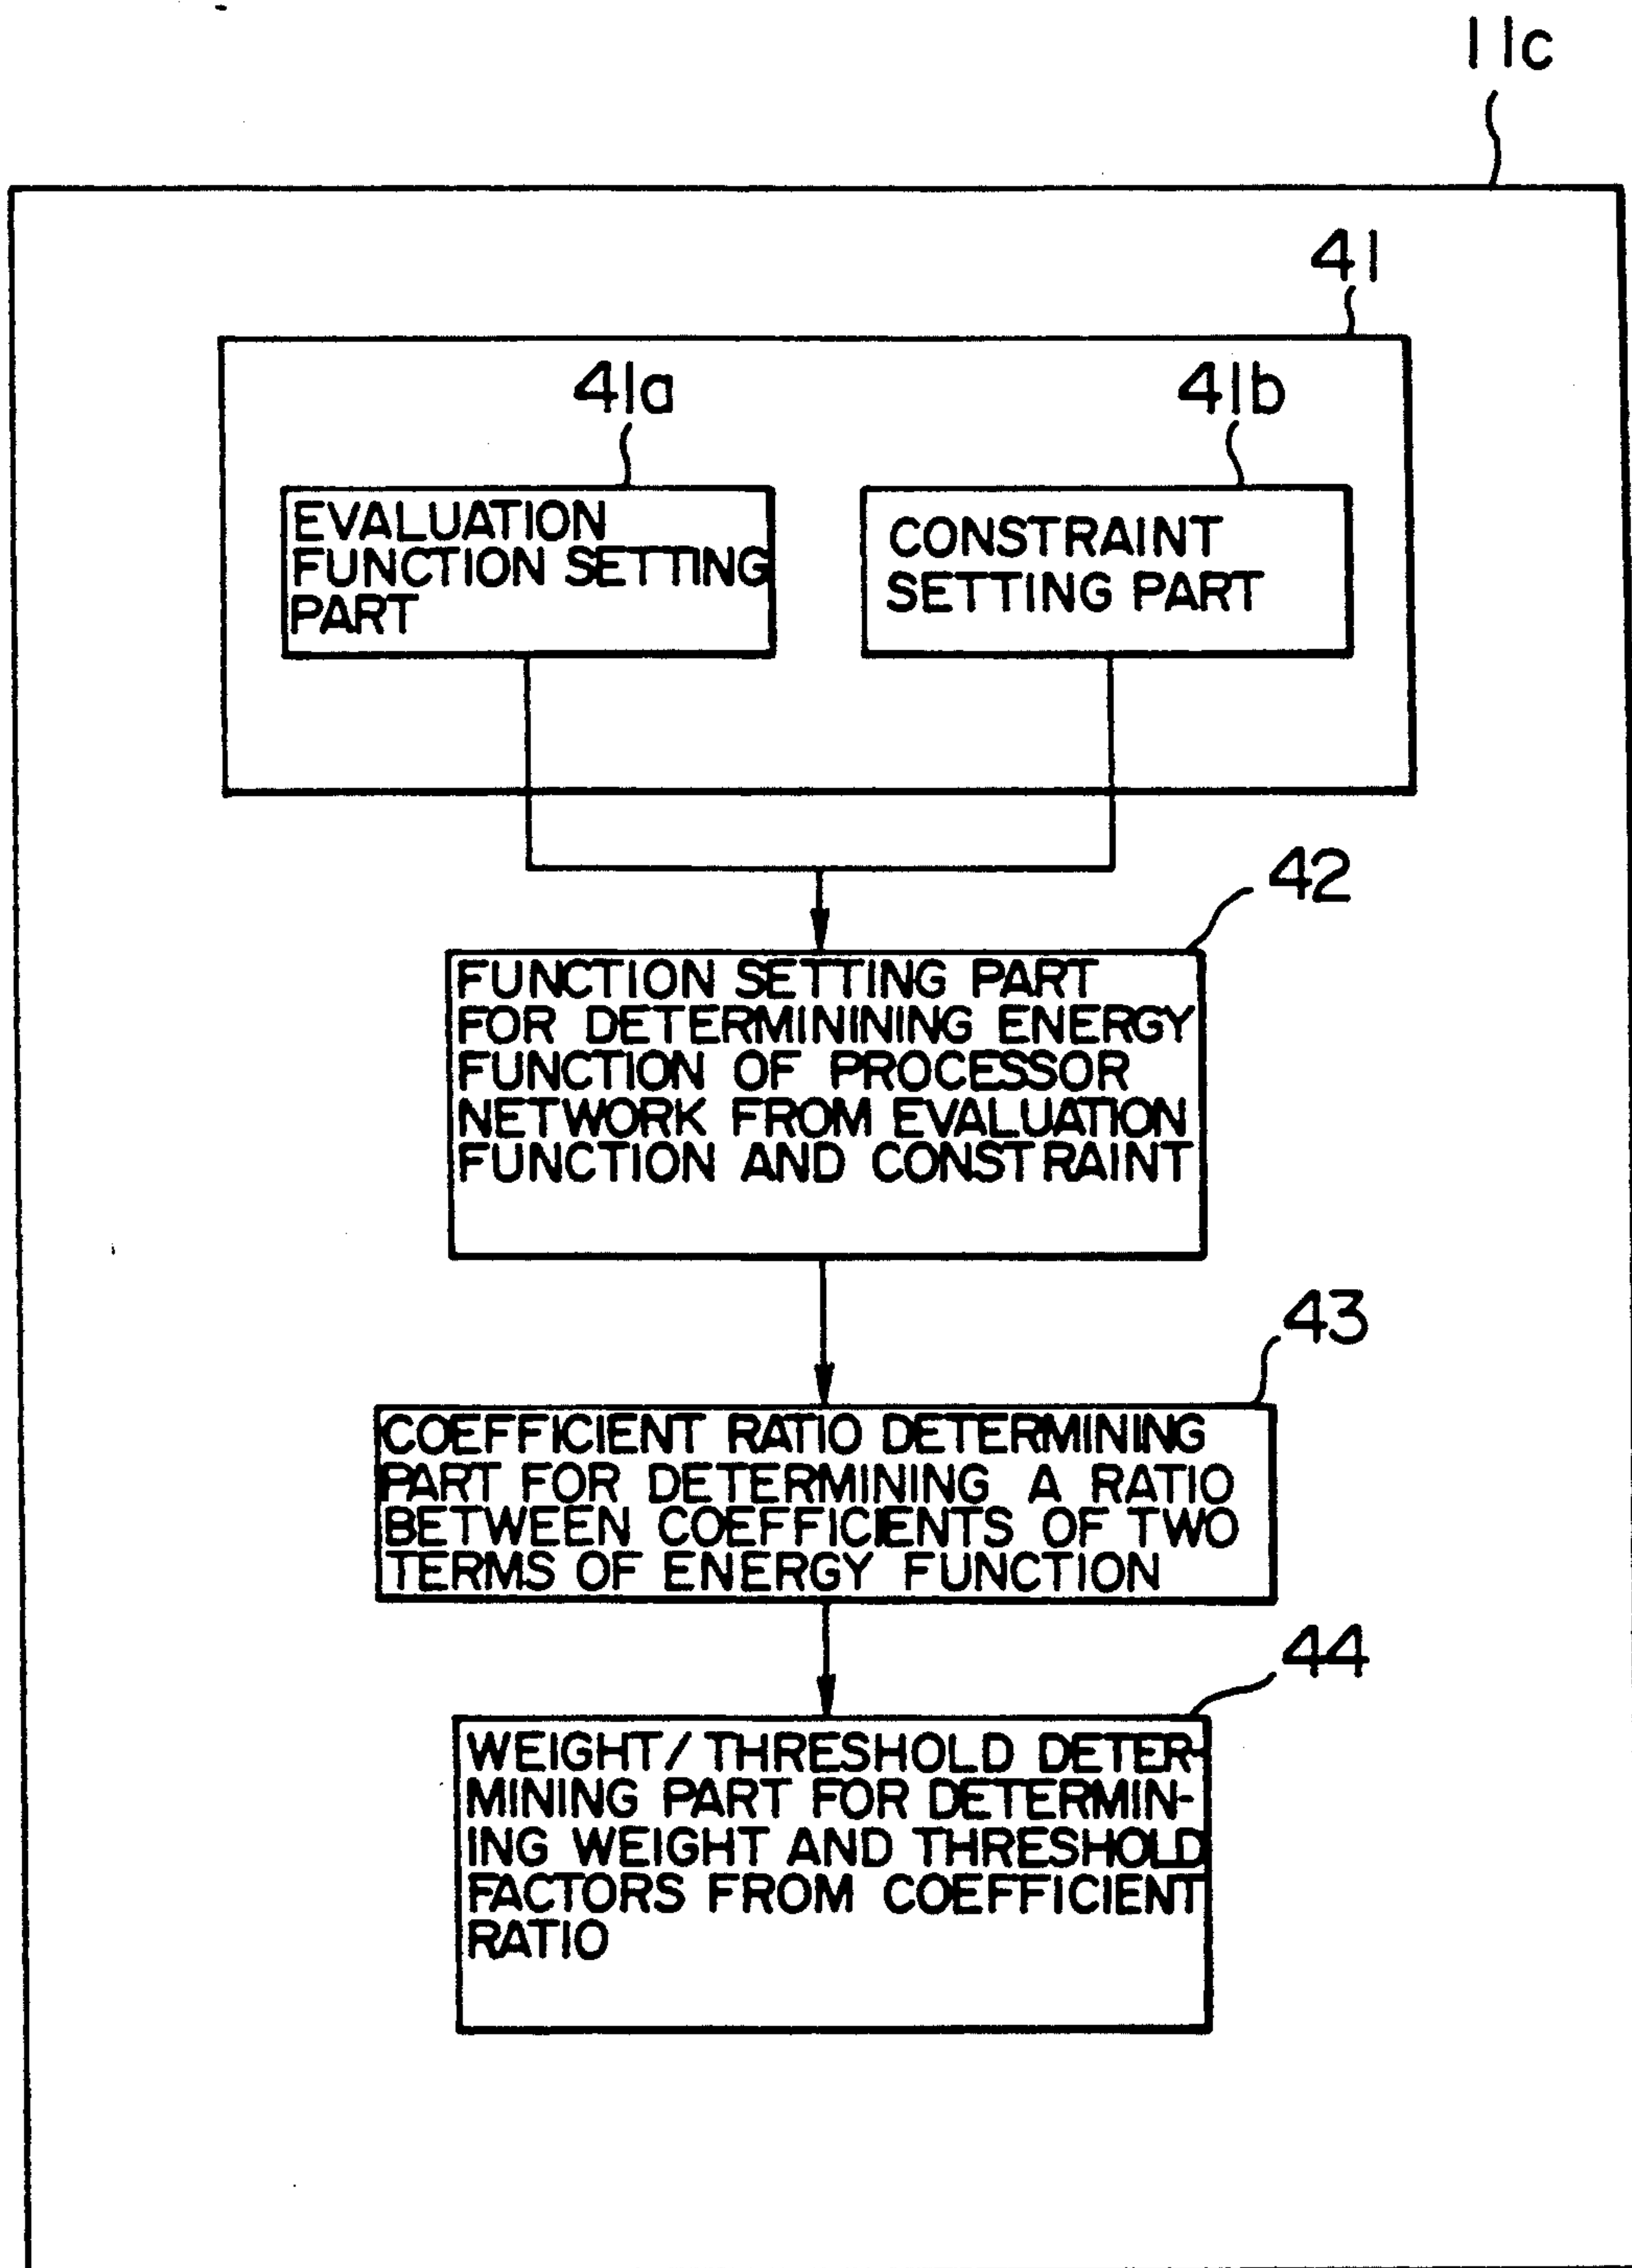 11c
41
41a
41b
EVALUATION
FUNCTION SETTING
PART
CONSTRAINT
SETTING PART
42
FUNCTION SETTING PART
FOR DETERMININING ENERGY
FUNCTION OF PROCESSOR
NETWORK FROM EVALUATION
FUNCTION AND CONSTRAINT
43
COEFFICIENT RATIO DETERMINING
PART FOR DETERMINING A RATIO
BETWEEN COEFFICIENTS OF TWO
TERMS OF ENERGY FUNCTION
44
WEIGHT/THRESHOLD DETER-
MINING PART FOR DETERMIN-
ING WEIGHT AND THRESHOLD
FACTORS FROM COEFFICIENT
RATIO